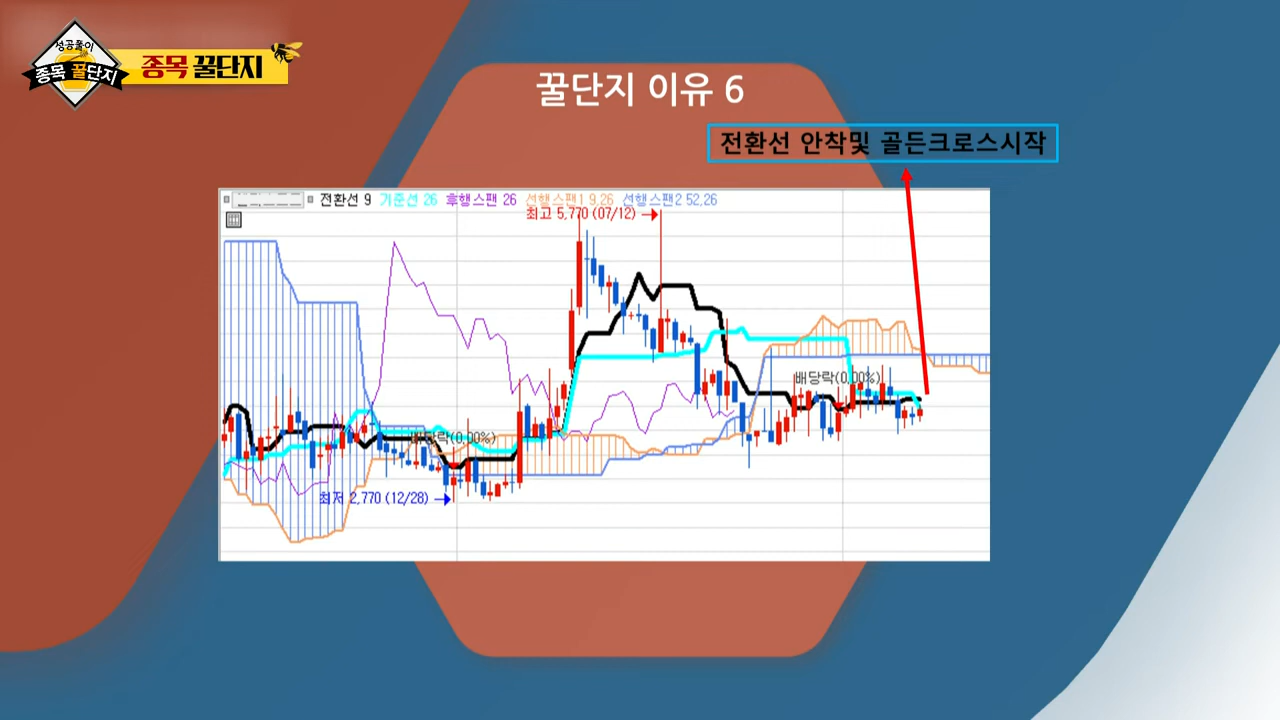 성공풀이
종목 꿀단지
종목 꿀단지
꿀단지 이유 6
전환선 안착및 골든크로스시작
전환선 9 기준선 26 후행스팬 26 선행스팬1 9,26 선행스팬2 52,26
최고 5,770 (07/12)
배당락(0.00%)
배당락(0.00%)
최저 2,770 (12/28)